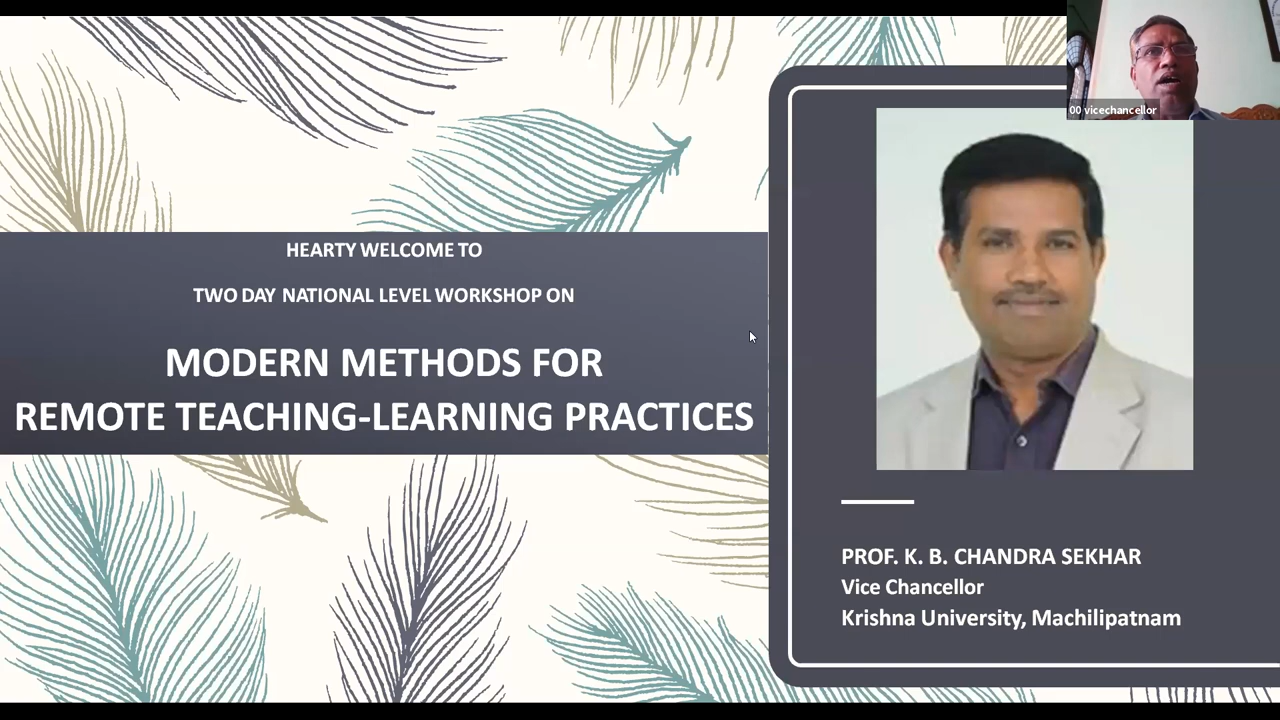 00 vicechancellor
HEARTY WELCOME TO
TWO DAY NATIONAL LEVEL WORKSHOP ON
MODERN METHODS FOR
REMOTE TEACHING-LEARNING PRACTICES
PROF. K. B. CHANDRA SEKHAR
Vice Chancellor
Krishna University, Machilipatnam